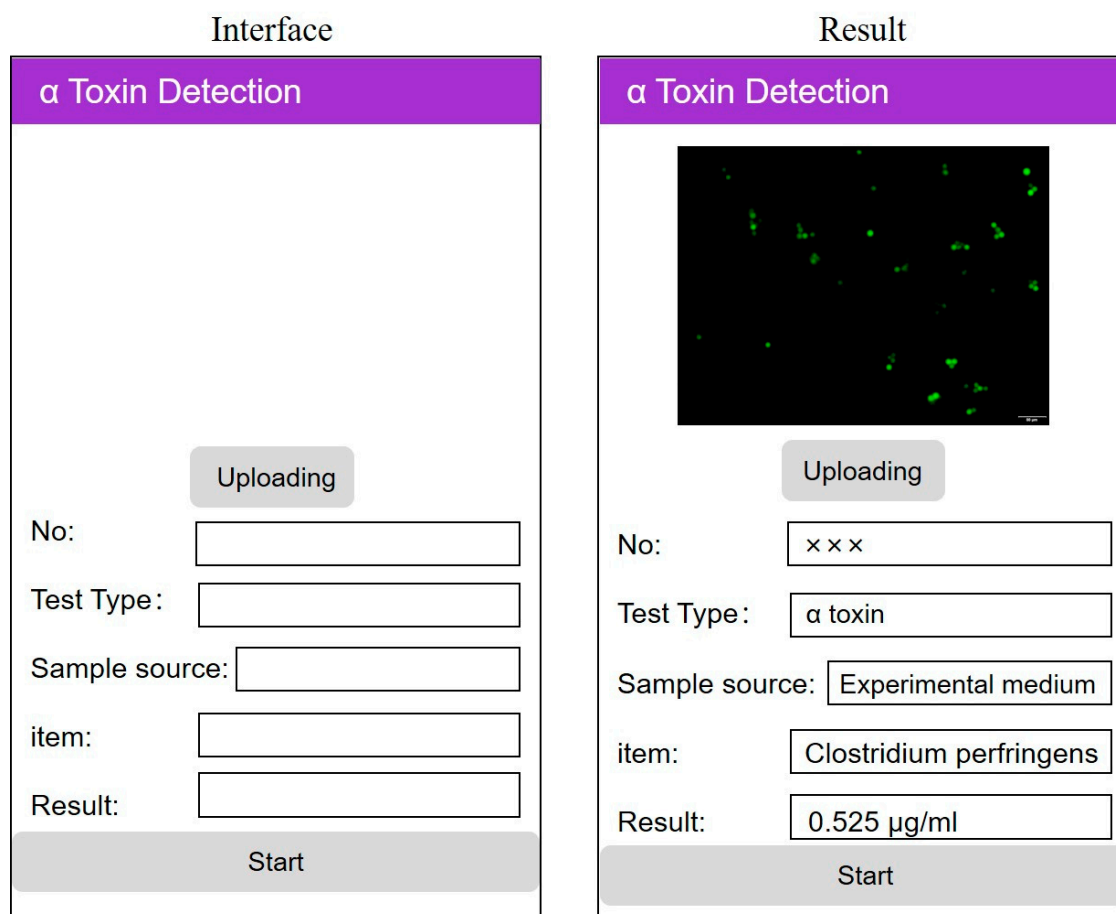 Interface
α Toxin Detection
Uploading
No:
Test Type:
Sample source:
item:
Result:
Start
Result
α Toxin Detection
Uploading
No: ×××
Test Type: α toxin
Sample source: Experimental medium
item: Clostridium perfringens
Result: 0.525 μg/ml
Start